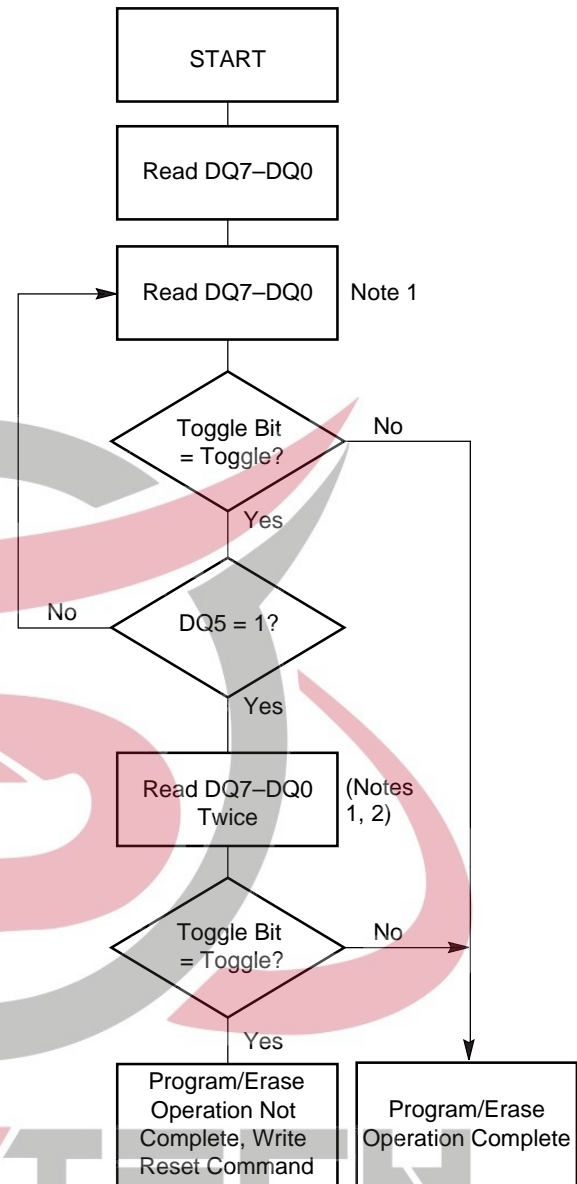 START
Read DQ7–DQ0
Read DQ7–DQ0
Note 1
Toggle Bit
= Toggle?
No
Yes
DQ5 = 1?
No
Yes
Read DQ7–DQ0
Twice
(Notes
1, 2)
Toggle Bit
= Toggle?
No
Yes
Program/Erase
Operation Not
Complete, Write
Reset Command
Program/Erase
Operation Complete